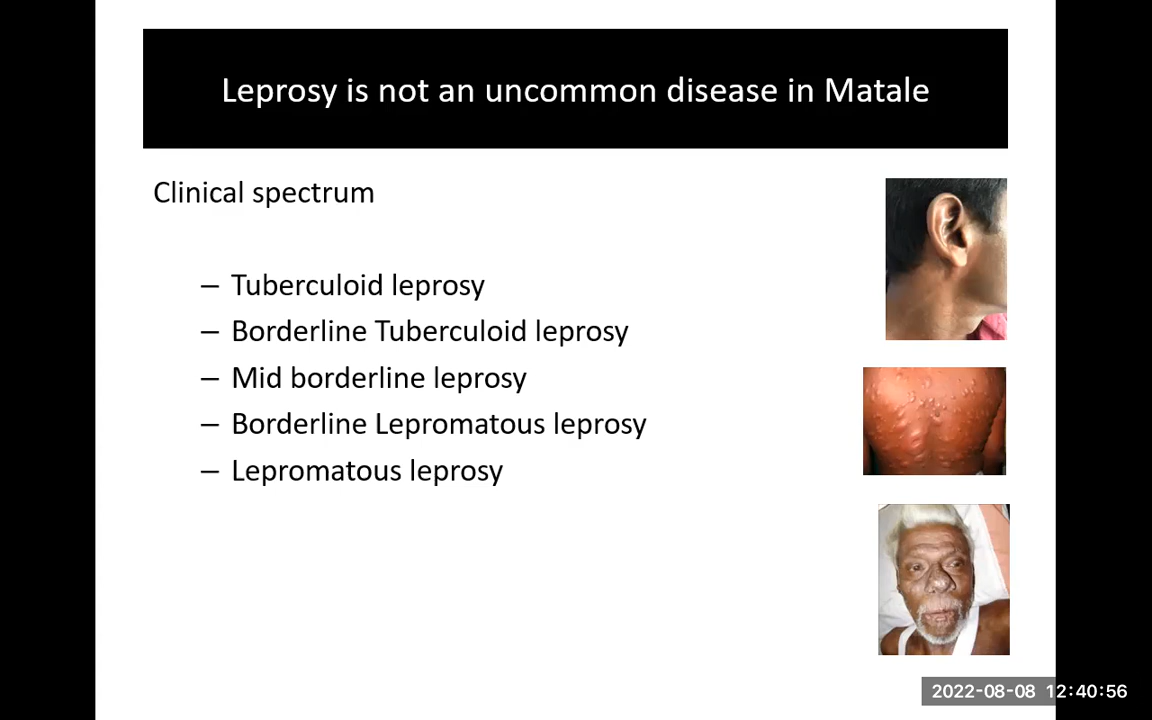 Leprosy is not an uncommon disease in Matale
Clinical spectrum
– Tuberculoid leprosy
– Borderline Tuberculoid leprosy
– Mid borderline leprosy
– Borderline Lepromatous leprosy
– Lepromatous leprosy
2022-08-08 12:40:56